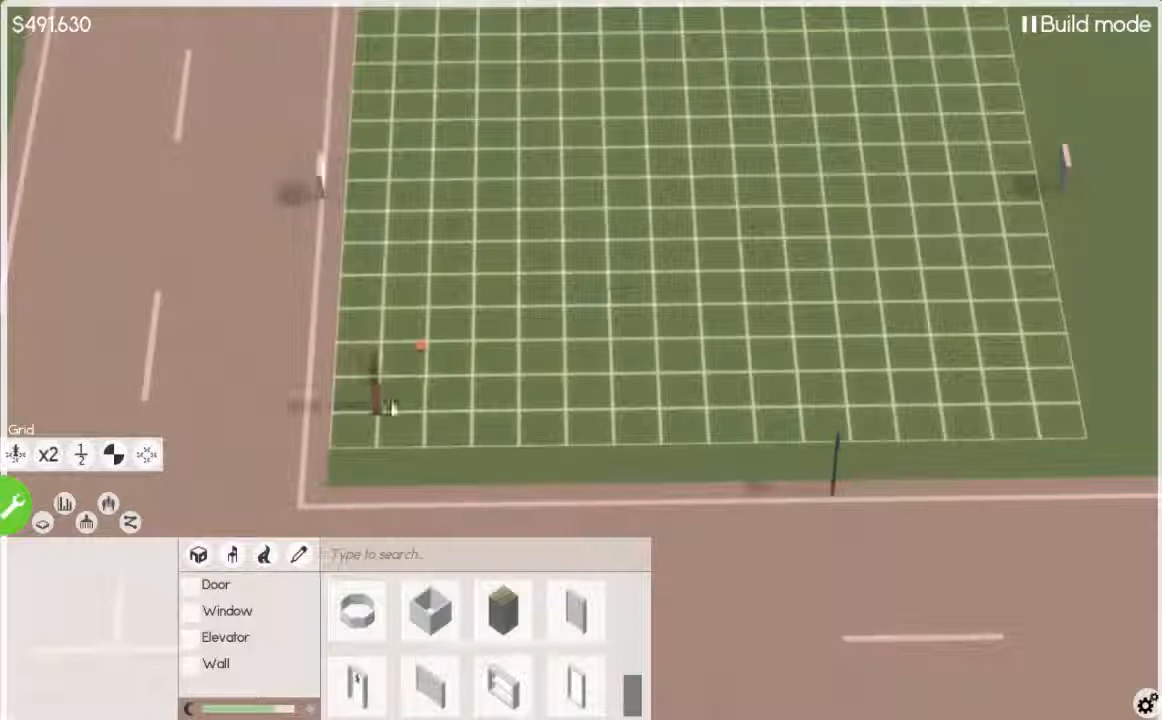 $491.630
Build mode
Grid
x2
1/2
Type to search..
Door
Window
Elevator
Wall